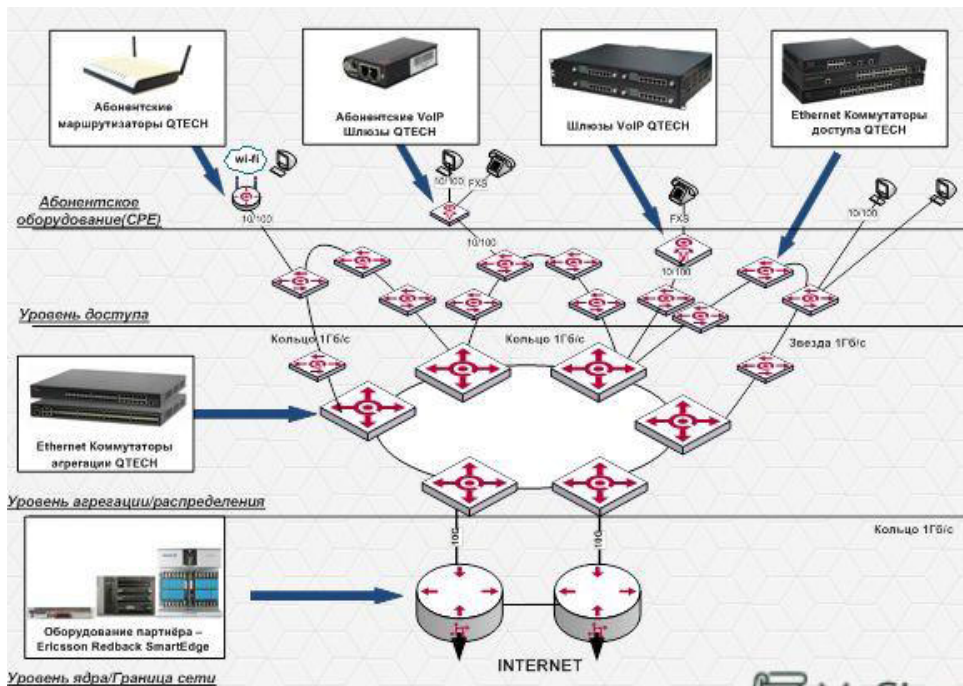 Абонентские
маршрутизаторы QTECH
Абонентские VoIP
Шлюзы QTECH
Шлюзы VoIP QTECH
Ethernet Коммутаторы
доступа QTECH
wi-fi
10/100
FXS
10/100
FXS
10/100
Абонентское
оборудование(CPE)
10/100
10/100
10/100
Уровень доступа
Кольцо 1Гб/с
Кольцо 1Гб/с
Звезда 1Гб/с
Ethernet Коммутаторы
агрегации QTECH
Уровень агрегации/распределения
10G
10G
Кольцо 1Гб/с
Оборудование партнёра –
Ericsson Redback SmartEdge
INTERNET
Уровень ядра/Граница сети